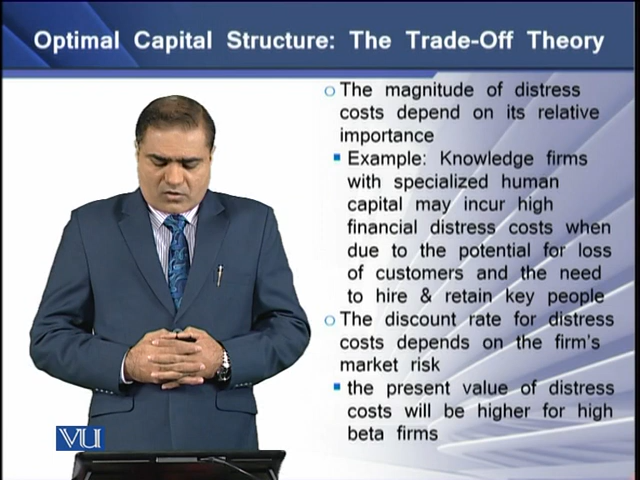 Optimal Capital Structure: The Trade-Off Theory
The magnitude of distress
costs depend on its relative
importance
Example: Knowledge firms
with specialized human
capital may incur high
financial distress costs when
due to the potential for loss
of customers and the need
to hire & retain key people
The discount rate for distress
costs depends on the firm's
market risk
the present value of distress
costs will be higher for high
beta firms
VU